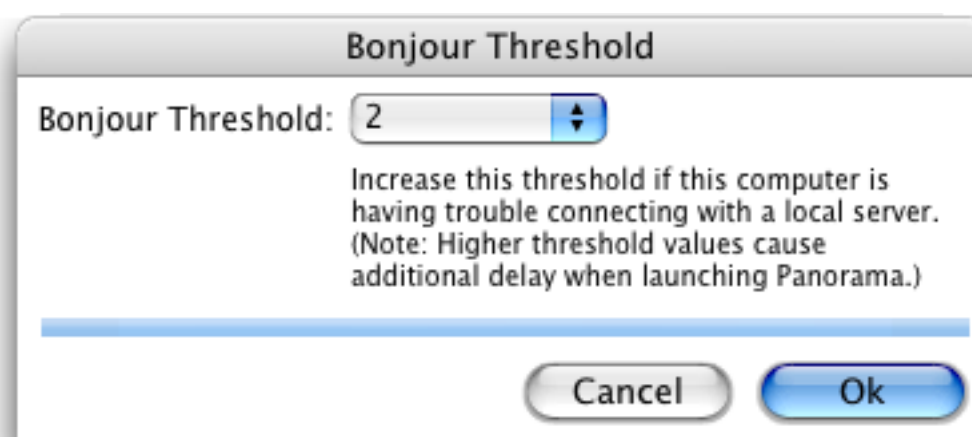 Bonjour Threshold
Bonjour Threshold: 2
Increase this threshold if this computer is
having trouble connecting with a local server.
(Note: Higher threshold values cause
additional delay when launching Panorama.)
Cancel Ok